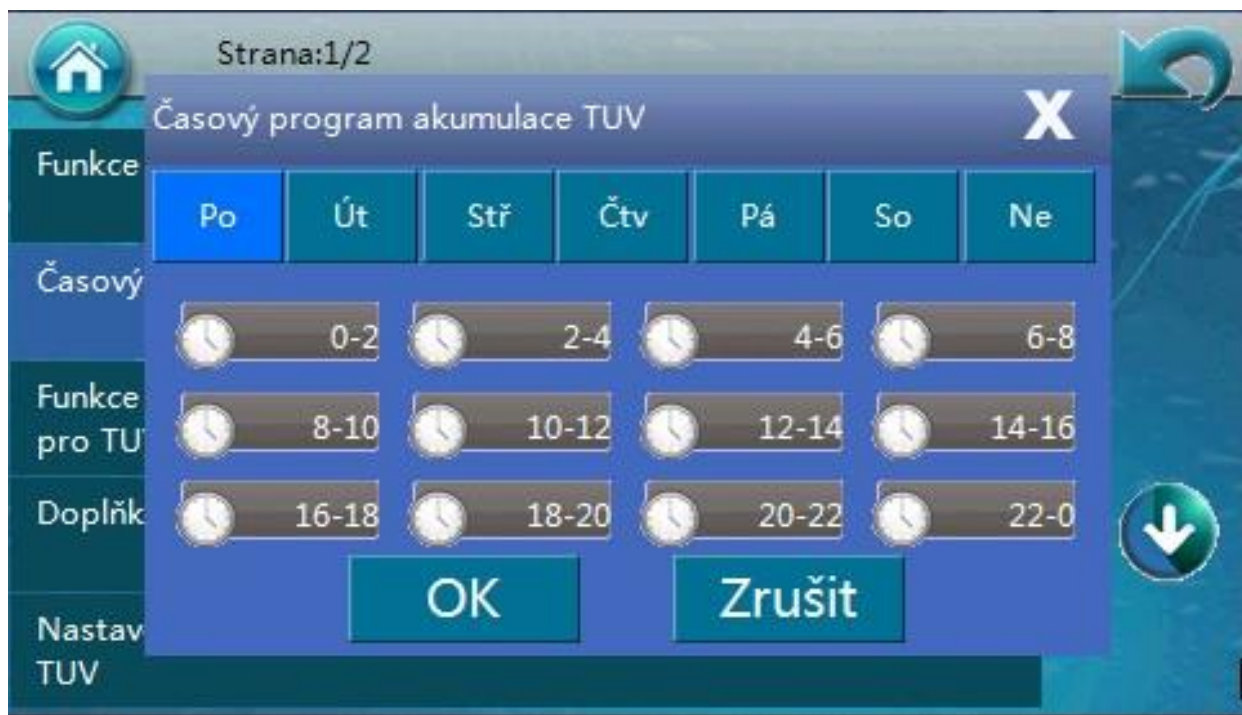 Strana:1/2
Časový program akumulace TUV
X
Funkce
Po Út Stř Čtv Pá So Ne
Časový
0-2 2-4 4-6 6-8
Funkce
pro TU
8-10 10-12 12-14 14-16
Doplňk
16-18 18-20 20-22 22-0
OK Zrušit
Nastav
TUV